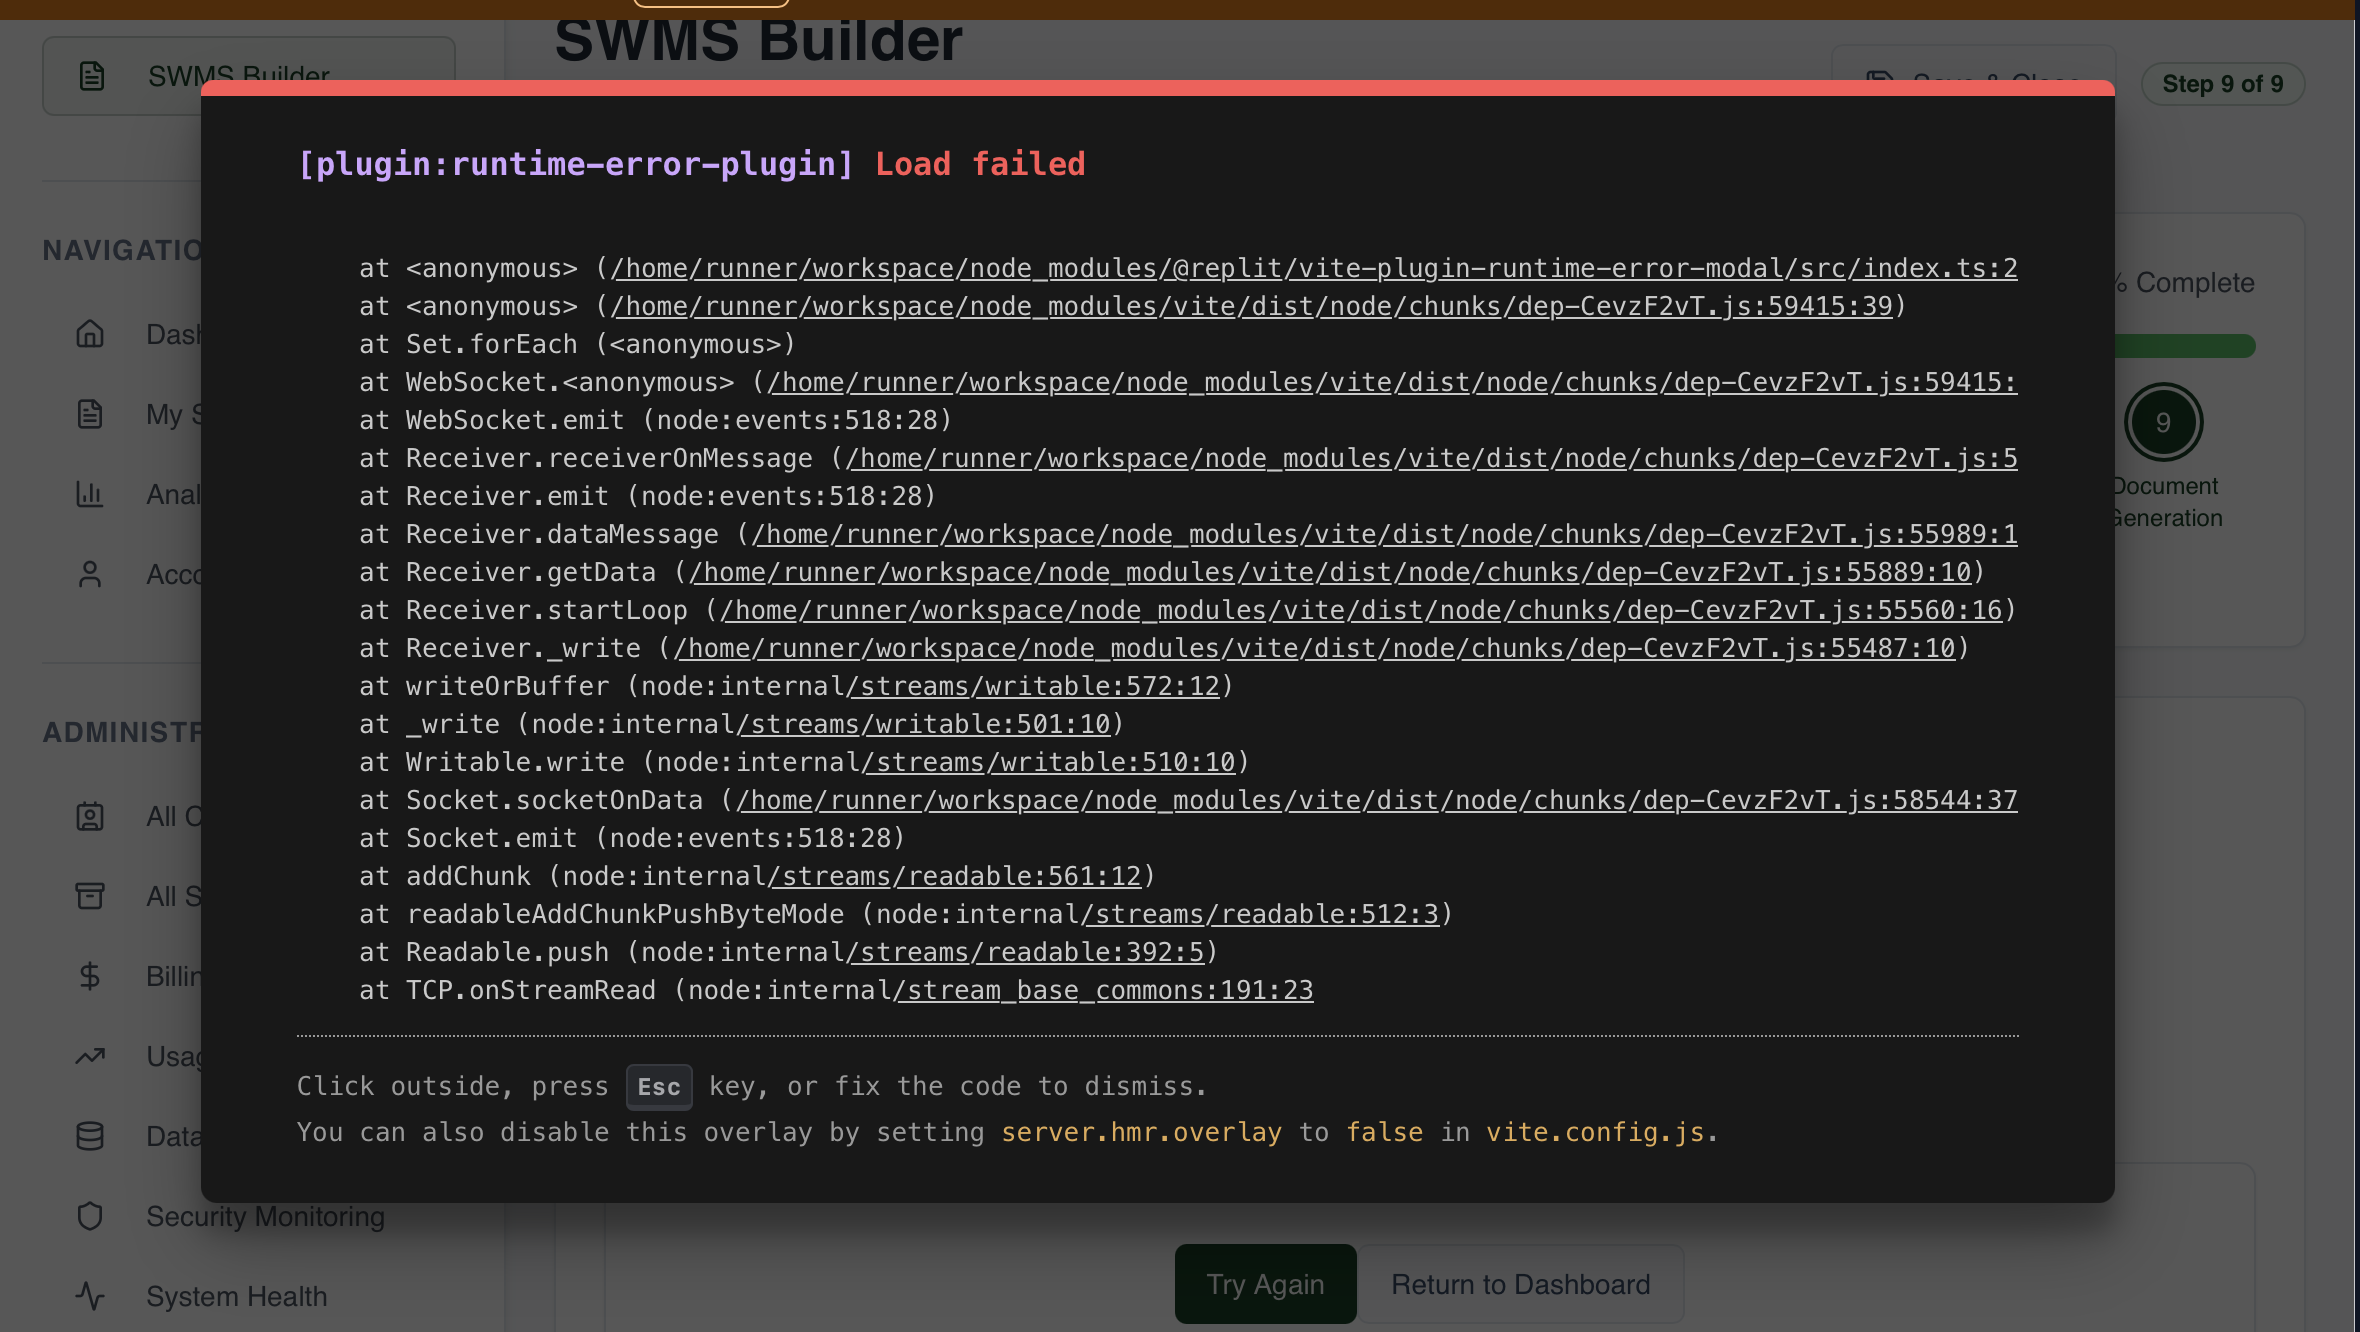 SWMS Builder
SWMS Builder
Save & Close
Step 9 of 9
[plugin:runtime-error-plugin] Load failed
at <anonymous> (/home/runner/workspace/node_modules/@replit/vite-plugin-runtime-error-modal/src/index.ts:2
at <anonymous> (/home/runner/workspace/node_modules/vite/dist/node/chunks/dep-CevzF2vT.js:59415:39)
at Set.forEach (<anonymous>)
at WebSocket.<anonymous> (/home/runner/workspace/node_modules/vite/dist/node/chunks/dep-CevzF2vT.js:59415:
at WebSocket.emit (node:events:518:28)
at Receiver.receiverOnMessage (/home/runner/workspace/node_modules/vite/dist/node/chunks/dep-CevzF2vT.js:5
at Receiver.emit (node:events:518:28)
at Receiver.dataMessage (/home/runner/workspace/node_modules/vite/dist/node/chunks/dep-CevzF2vT.js:55989:1
at Receiver.getData (/home/runner/workspace/node_modules/vite/dist/node/chunks/dep-CevzF2vT.js:55889:10)
at Receiver.startLoop (/home/runner/workspace/node_modules/vite/dist/node/chunks/dep-CevzF2vT.js:55560:16)
at Receiver._write (/home/runner/workspace/node_modules/vite/dist/node/chunks/dep-CevzF2vT.js:55487:10)
at writeOrBuffer (node:internal/streams/writable:572:12)
at _write (node:internal/streams/writable:501:10)
at Writable.write (node:internal/streams/writable:510:10)
at Socket.socketOnData (/home/runner/workspace/node_modules/vite/dist/node/chunks/dep-CevzF2vT.js:58544:37
at Socket.emit (node:events:518:28)
at addChunk (node:internal/streams/readable:561:12)
at readableAddChunkPushByteMode (node:internal/streams/readable:512:3)
at Readable.push (node:internal/streams/readable:392:5)
at TCP.onStreamRead (node:internal/stream_base_commons:191:23
Click outside, press Esc key, or fix the code to dismiss.
You can also disable this overlay by setting server.hmr.overlay to false in vite.config.js.
NAVIGATIO
Dash
My S
Anal
Acco
ADMINISTR
All C
All S
Billin
Usag
Data
Security Monitoring
System Health
% Complete
9
Document
Generation
Try Again
Return to Dashboard